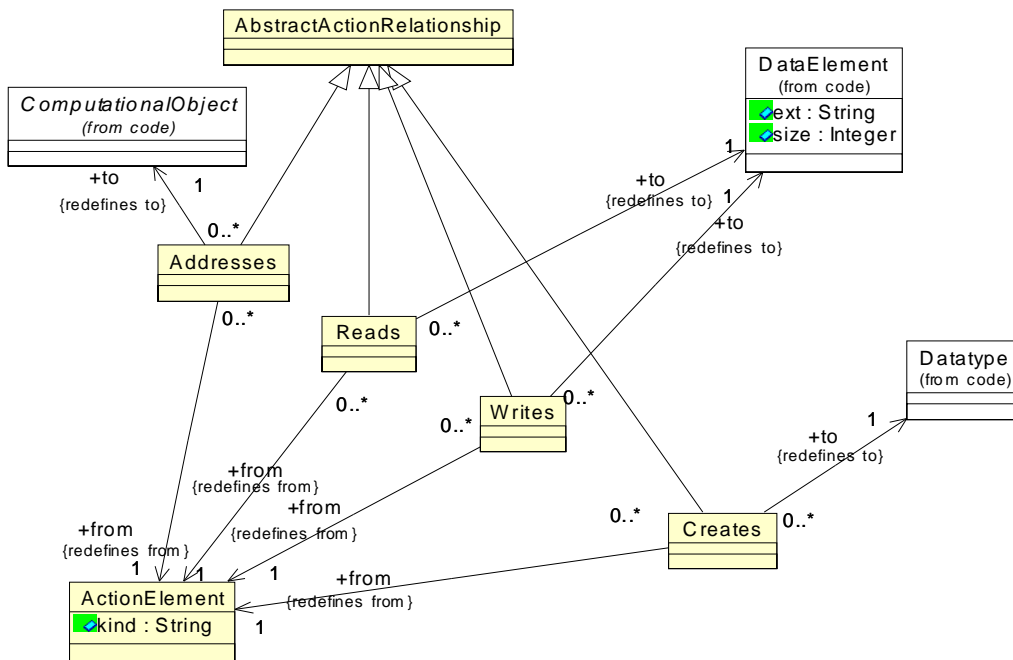 AbstractActionRelationship
ComputationalObject
(from code)
DataElement
(from code)
ext : String
size : Integer
+to
1
{redefines to}
0..*
Addresses
0..*
1
+to
{redefines to}
1
+to
{redefines to}
Reads
0..*
0..*
Datatype
(from code)
Writes
0..*
0..*
1
+to
{redefines to}
+from
{redefines from}
+from
{redefines from}
0..*
Creates
0..*
+from
{redefines from}
1
1
1
+from
{redefines from}
1
ActionElement
kind : String